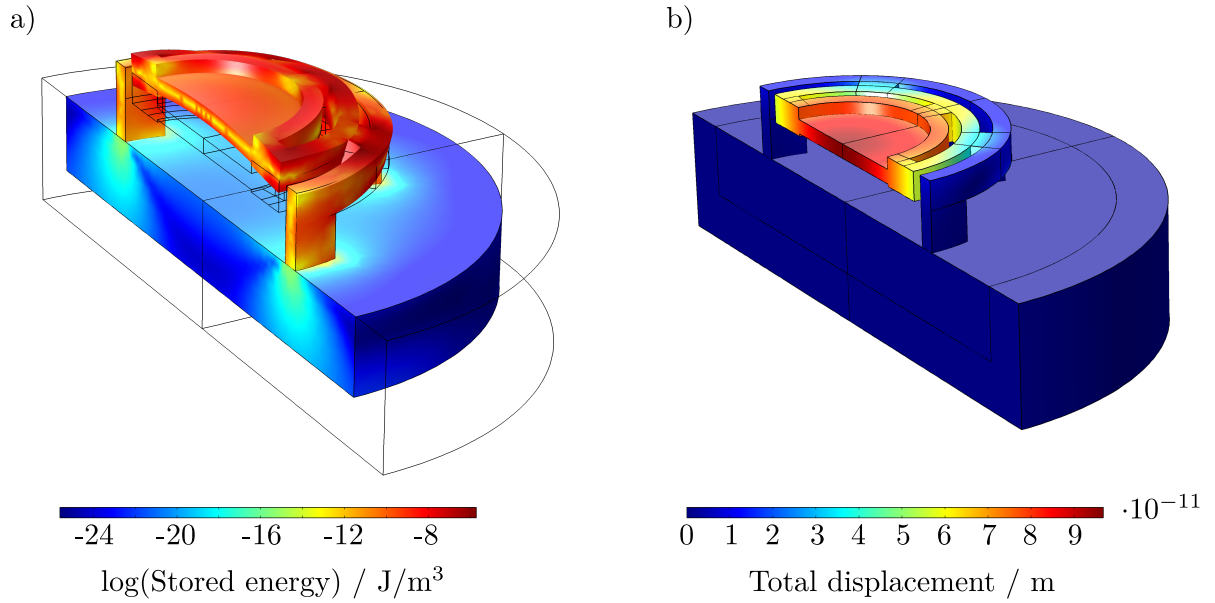 a)
b)
-24 -20 -16 -12 -8
log(Stored energy) / J/m³
0 1 2 3 4 5 6 7 8 9 ·10⁻¹¹
Total displacement / m